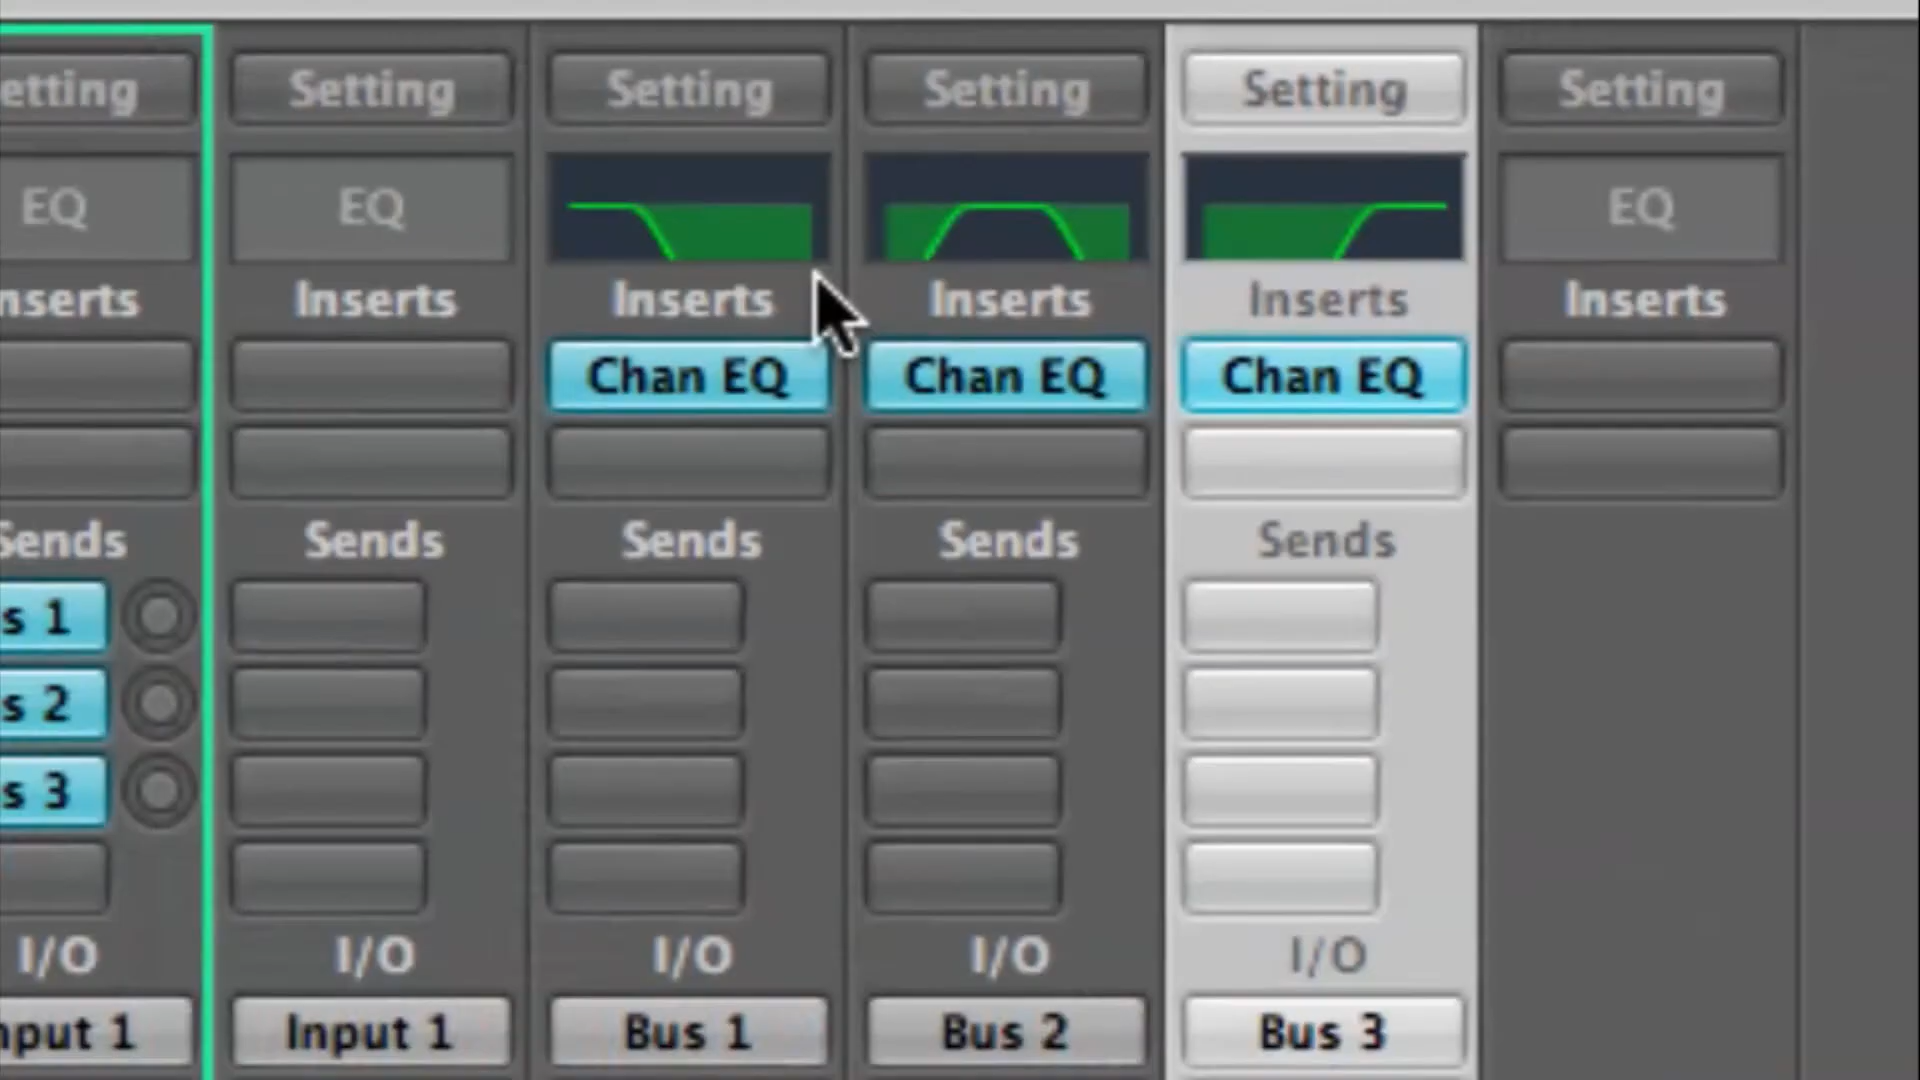 etting Setting Setting Setting Setting Setting
EQ EQ EQ
nserts Inserts Inserts Inserts Inserts Inserts
Chan EQ Chan EQ Chan EQ
Sends Sends Sends Sends Sends
s 1
s 2
s 3
I/O I/O I/O I/O I/O
nput 1 Input 1 Bus 1 Bus 2 Bus 3